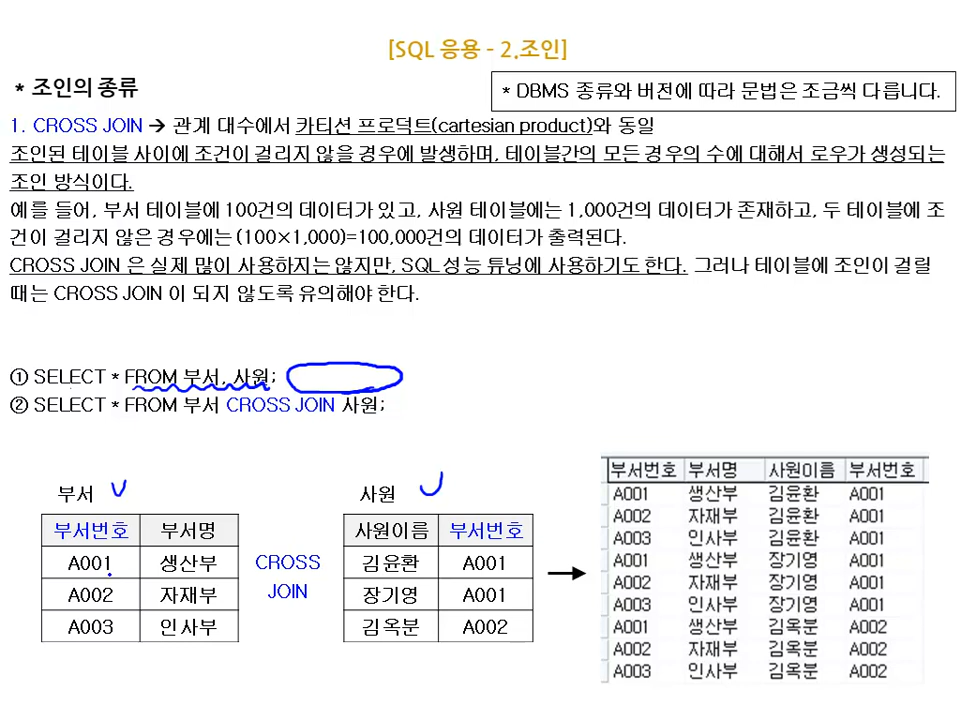 [SQL 응용 - 2.조인]
* 조인의 종류
* DBMS 종류와 버전에 따라 문법은 조금씩 다릅니다.
1. CROSS JOIN → 관계 대수에서 카티션 프로덕트(cartesian product)와 동일
조인된 테이블 사이에 조건이 걸리지 않을 경우에 발생하며, 테이블간의 모든 경우의 수에 대해서 로우가 생성되는
조인 방식이다.
예를 들어, 부서 테이블에 100건의 데이터가 있고, 사원 테이블에는 1,000건의 데이터가 존재하고, 두 테이블에 조
건이 걸리지 않은 경우에는 (100×1,000)=100,000건의 데이터가 출력된다.
CROSS JOIN 은 실제 많이 사용하지는 않지만, SQL 성능 튜닝에 사용하기도 한다. 그러나 테이블에 조인이 걸릴
때는 CROSS JOIN 이 되지 않도록 유의해야 한다.
① SELECT * FROM 부서, 사원;
② SELECT * FROM 부서 CROSS JOIN 사원;
부서
부서번호 부서명
A001 생산부
A002 자재부
A003 인사부
CROSS
JOIN
사원
사원이름 부서번호
김윤환 A001
장기영 A001
김옥분 A002
부서번호 부서명 사원이름 부서번호
A001 생산부 김윤환 A001
A002 자재부 김윤환 A001
A003 인사부 김윤환 A001
A001 생산부 장기영 A001
A002 자재부 장기영 A001
A003 인사부 장기영 A001
A001 생산부 김옥분 A002
A002 자재부 김옥분 A002
A003 인사부 김옥분 A002